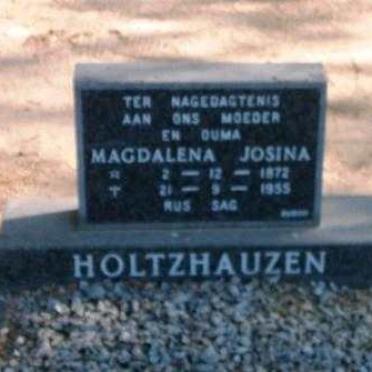 TER NAGEDAGTENIS
AAN ONS MOEDER
EN OUMA
MAGDALENA JOSINA
☆ 2 — 12 — 1872
† 21 — 9 — 1955
RUS SAG
HOLTZHAUZEN